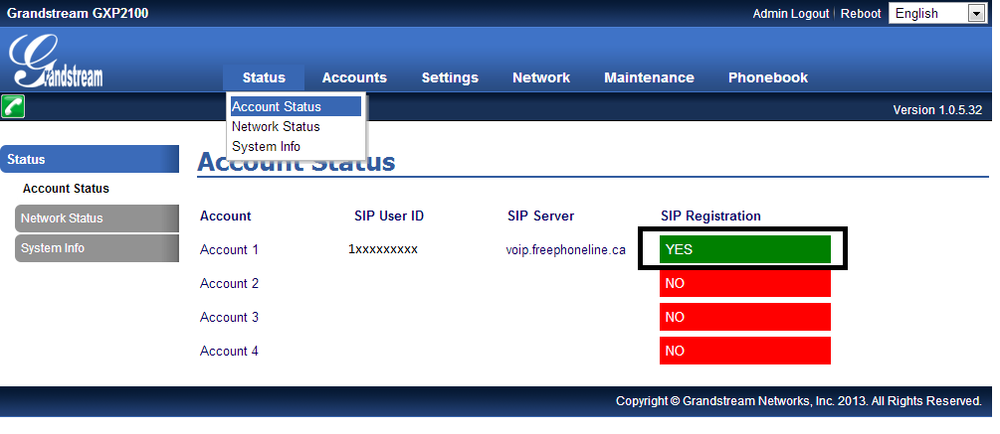 Grandstream GXP2100
Admin Logout | Reboot English
Grandstream
Status Accounts Settings Network Maintenance Phonebook
Account Status
Network Status
System Info
Version 1.0.5.32
Status
Account Status
Network Status
System Info
Account Status
Account SIP User ID SIP Server SIP Registration
Account 1 1xxxxxxxxx voip.freephoneline.ca YES
Account 2 NO
Account 3 NO
Account 4 NO
Copyright © Grandstream Networks, Inc. 2013. All Rights Reserved.